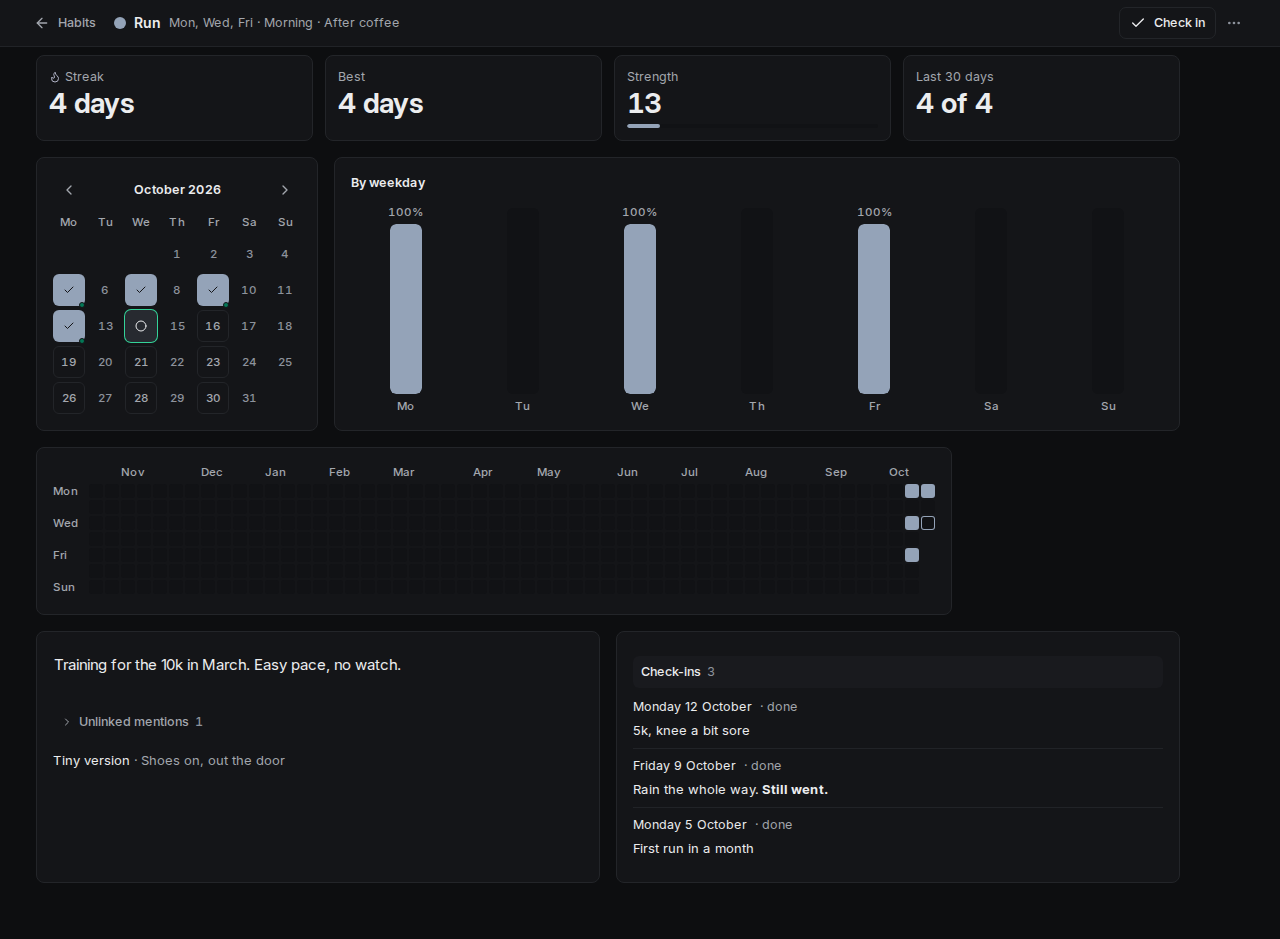 Habits Run Mon, Wed, Fri · Morning · After coffee Check in
Streak Best Strength Last 30 days
4 days 4 days 13 4 of 4
October 2026
Mo Tu We Th Fr Sa Su
1 2 3 4
6 8 10 11
13 15 16 17 18
19 20 21 22 23 24 25
26 27 28 29 30 31
By weekday
100% 100% 100%
Mo Tu We Th Fr Sa Su
Nov Dec Jan Feb Mar Apr May Jun Jul Aug Sep Oct
Mon
Wed
Fri
Sun
Training for the 10k in March. Easy pace, no watch.
Unlinked mentions 1
Tiny version · Shoes on, out the door
Check-ins 3
Monday 12 October · done
5k, knee a bit sore
Friday 9 October · done
Rain the whole way. Still went.
Monday 5 October · done
First run in a month